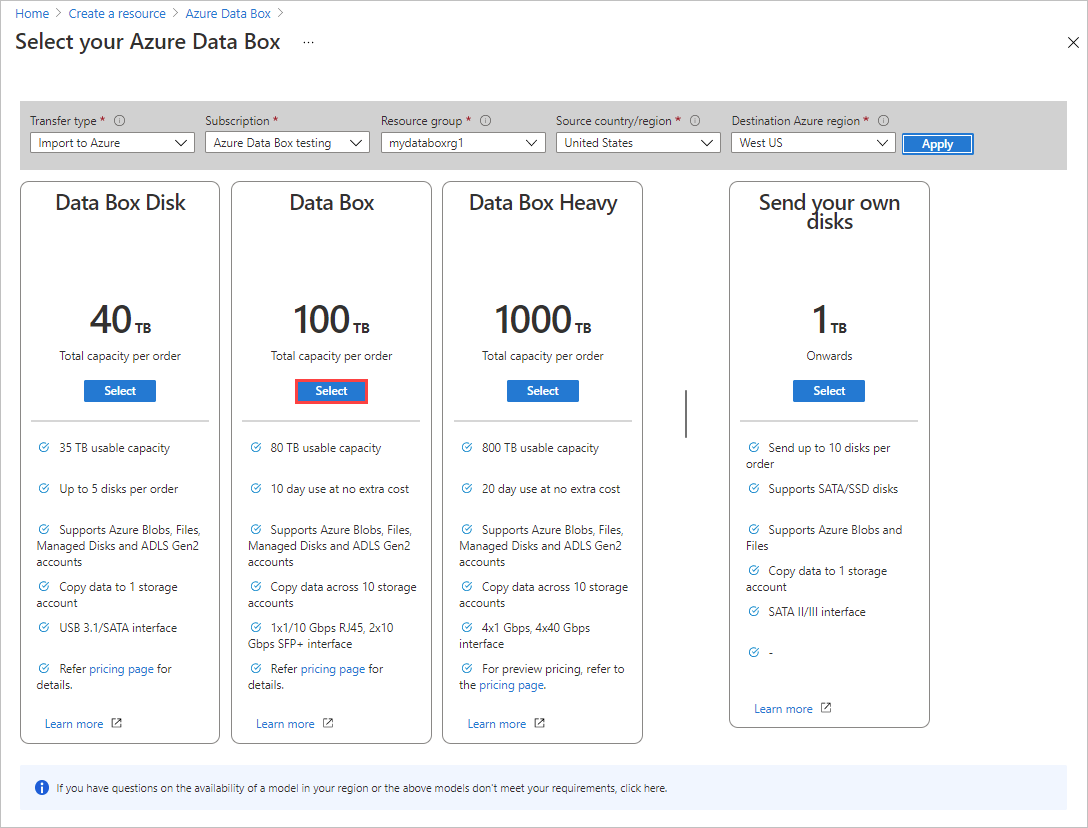 Home > Create a resource > Azure Data Box >
Select your Azure Data Box ...
Transfer type *
Import to Azure
Subscription *
Azure Data Box testing
Resource group *
mydataboxrg1
Source country/region *
United States
Destination Azure region *
West US
Apply
Data Box Disk
40 TB
Total capacity per order
Select
35 TB usable capacity
Up to 5 disks per order
Supports Azure Blobs, Files,
Managed Disks and ADLS Gen2
accounts
Copy data to 1 storage
account
USB 3.1/SATA interface
Refer pricing page for
details.
Learn more
Data Box
100 TB
Total capacity per order
Select
80 TB usable capacity
10 day use at no extra cost
Supports Azure Blobs, Files,
Managed Disks and ADLS Gen2
accounts
Copy data across 10 storage
accounts
1x1/10 Gbps RJ45, 2x10
Gbps SFP+ interface
Refer pricing page for
details.
Learn more
Data Box Heavy
1000 TB
Total capacity per order
Select
800 TB usable capacity
20 day use at no extra cost
Supports Azure Blobs, Files,
Managed Disks and ADLS Gen2
accounts
Copy data across 10 storage
accounts
4x1 Gbps, 4x40 Gbps
interface
For preview pricing, refer to
the pricing page.
Learn more
Send your own
disks
1 TB
Onwards
Select
Send up to 10 disks per
order
Supports SATA/SSD disks
Supports Azure Blobs and
Files
Copy data to 1 storage
account
SATA II/III interface
-
Learn more
If you have questions on the availability of a model in your region or the above models don't meet your requirements, click here.